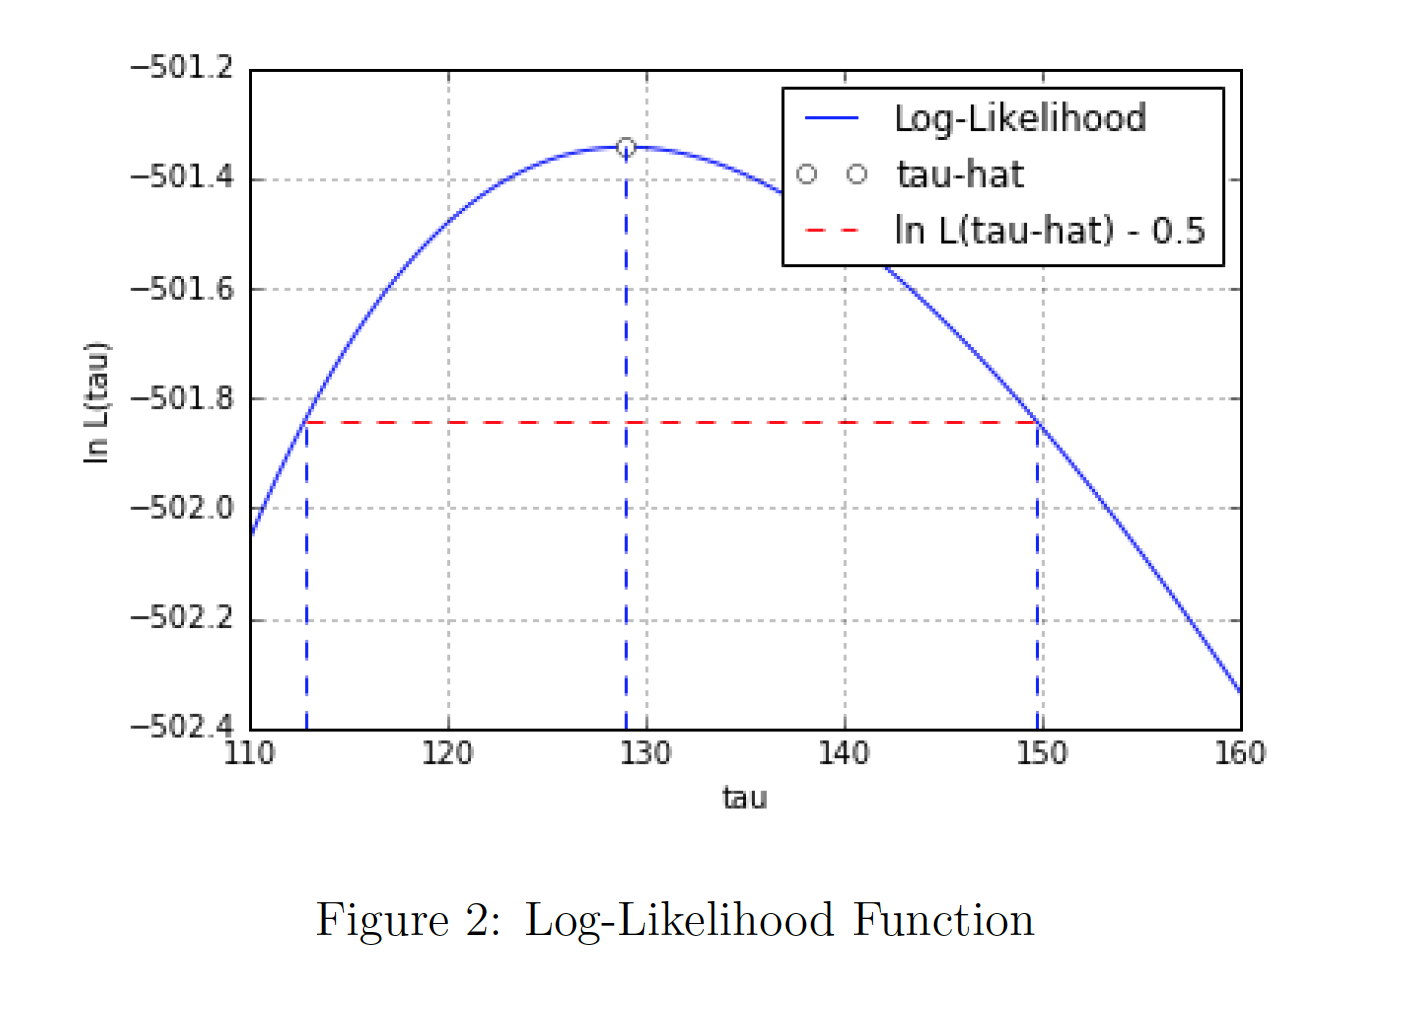 −501.2
−501.4
−501.6
−501.8
−502.0
−502.2
−502.4
ln L(tau)
Log-Likelihood
tau-hat
ln L(tau-hat) - 0.5
110 120 130 140 150 160
tau
Figure 2: Log-Likelihood Function